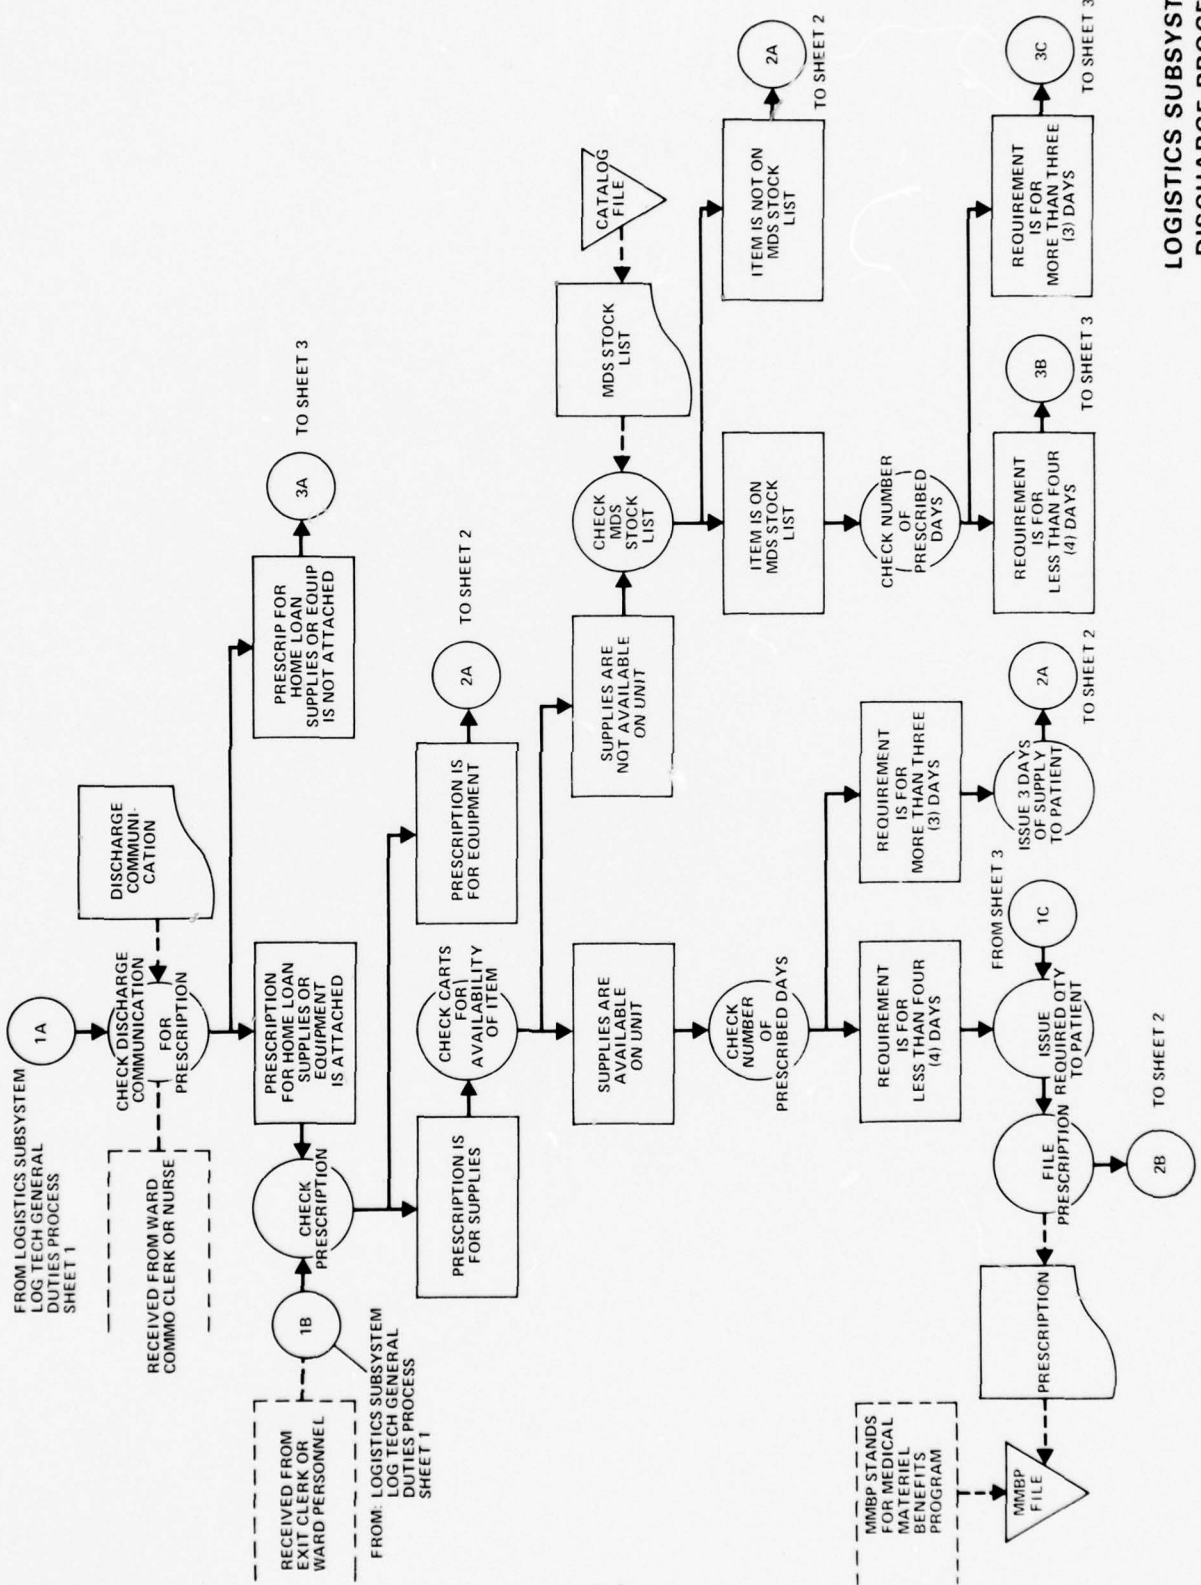 FROM LOGISTICS SUBSYSTEM
LOG TECH GENERAL
DUTIES PROCESS
SHEET 1
1A
RECEIVED FROM WARD
COMMO CLERK OR NURSE
CHECK DISCHARGE
COMMUNICATION
FOR
PRESCRIPTION
DISCHARGE
COMMUNI-
CATION
RECEIVED FROM
EXIT CLERK OR
WARD PERSONNEL
1B
FROM: LOGISTICS SUBSYSTEM
LOG TECH GENERAL
DUTIES PROCESS
SHEET 1
CHECK
PRESCRIPTION
PRESCRIPTION
FOR HOME LOAN
SUPPLIES OR
EQUIPMENT
IS ATTACHED
PRESCRIP FOR
HOME LOAN
SUPPLIES OR EQUIP
IS NOT ATTACHED
3A
TO SHEET 3
PRESCRIPTION IS
FOR SUPPLIES
CHECK CARTS
FOR
AVAILABILITY
OF ITEM
PRESCRIPTION IS
FOR EQUIPMENT
2A
TO SHEET 2
SUPPLIES ARE
AVAILABLE
ON UNIT
SUPPLIES ARE
NOT AVAILABLE
ON UNIT
CHECK
MDS
STOCK
LIST
MDS STOCK
LIST
CATALOG
FILE
CHECK
NUMBER
OF
PRESCRIBED DAYS
ITEM IS ON
MDS STOCK
LIST
ITEM IS NOT ON
MDS STOCK
LIST
2A
TO SHEET 2
MMBP STANDS
FOR MEDICAL
MATERIEL
BENEFITS
PROGRAM
REQUIREMENT
IS FOR
LESS THAN FOUR
(4) DAYS
REQUIREMENT
IS FOR
MORE THAN THREE
(3) DAYS
CHECK NUMBER
OF
PRESCRIBED
DAYS
MMBP
FILE
PRESCRIPTION
FILE
PRESCRIPTION
ISSUE
REQUIRED QTY
TO PATIENT
1C
FROM SHEET 3
ISSUE 3 DAYS
OF SUPPLY
TO PATIENT
2A
TO SHEET 2
REQUIREMENT
IS FOR
LESS THAN FOUR
(4) DAYS
3B
TO SHEET 3
REQUIREMENT
IS FOR
MORE THAN THREE
(3) DAYS
3C
TO SHEET 3
2B
TO SHEET 2
LOGISTICS SUBSYST